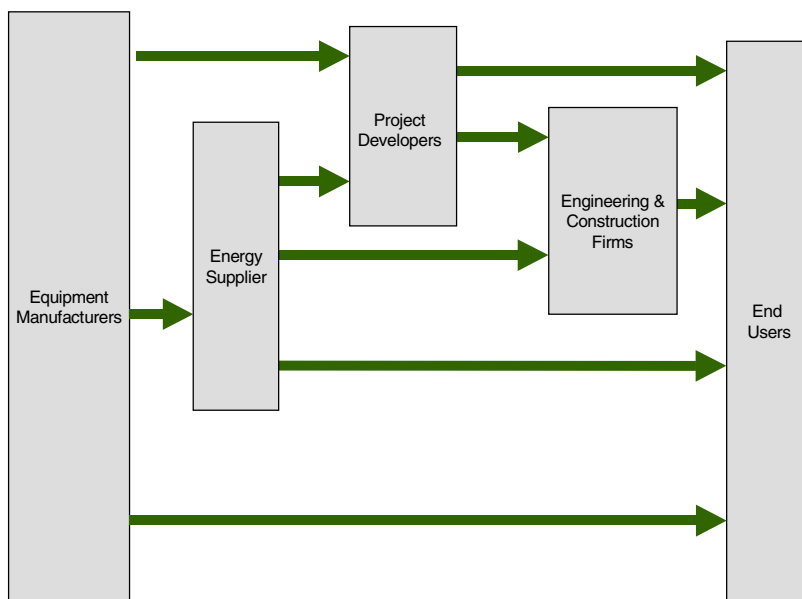 Equipment
Manufacturers
Energy
Supplier
Project
Developers
Engineering &
Construction
Firms
End
Users